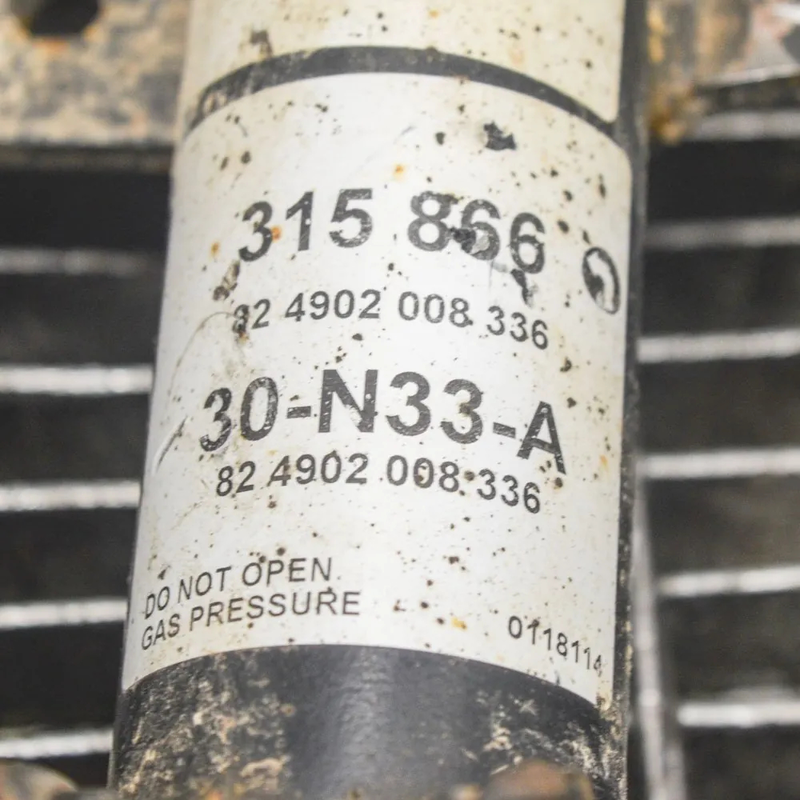 315 866
82 4902 008 336
30-N33-A
82 4902 008 336
DO NOT OPEN
GAS PRESSURE
0118114